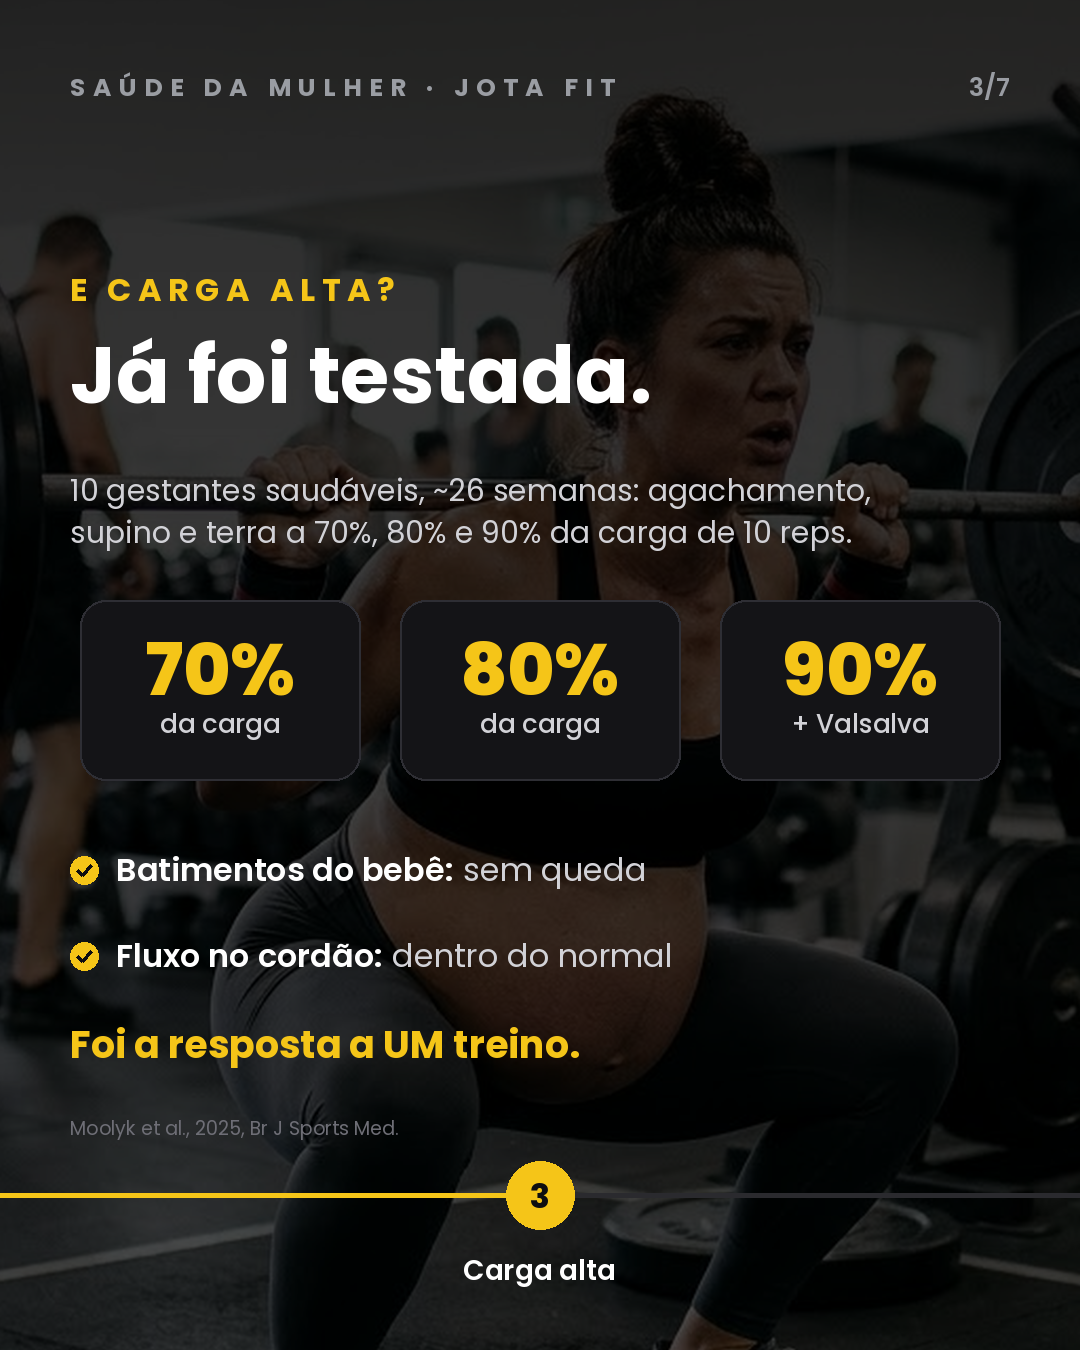 SAÚDE DA MULHER · JOTA FIT
3/7
E CARGA ALTA?
Já foi testada.
10 gestantes saudáveis, ~26 semanas: agachamento,
supino e terra a 70%, 80% e 90% da carga de 10 reps.
70%
da carga
80%
da carga
90%
+ Valsalva
Batimentos do bebê: sem queda
Fluxo no cordão: dentro do normal
Foi a resposta a UM treino.
Moolyk et al., 2025, Br J Sports Med.
3
Carga alta